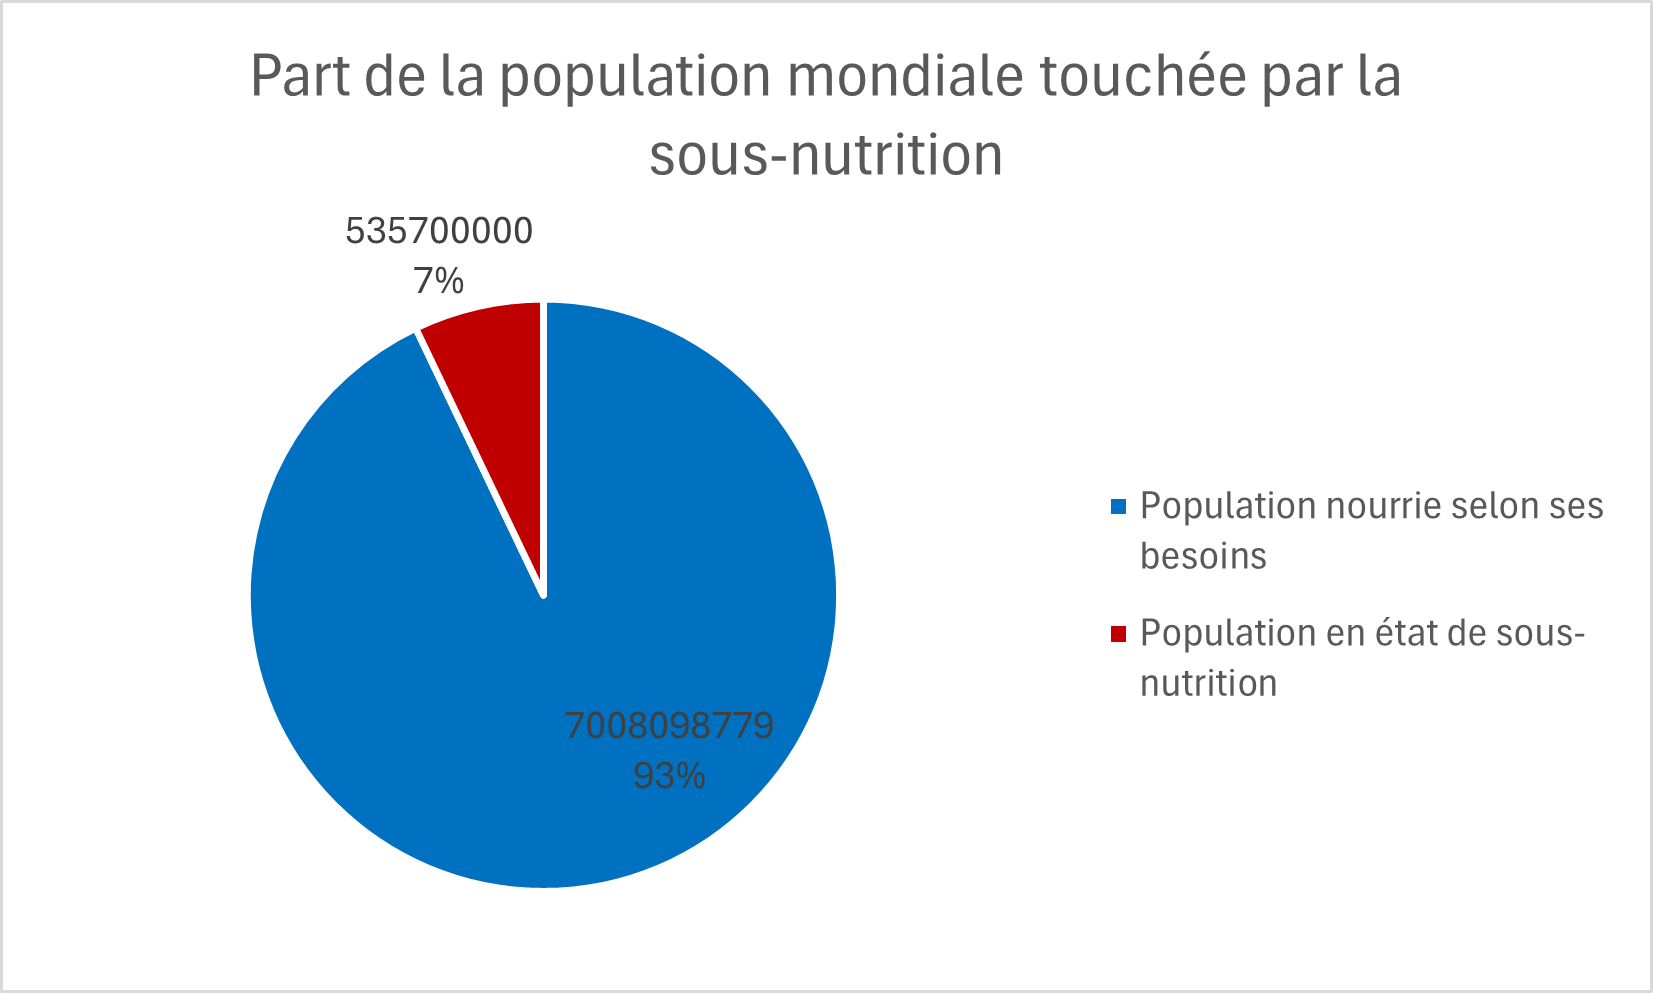 Part de la population mondiale touchée par la
sous-nutrition
535700000
7%
7008098779
93%
Population nourrie selon ses
besoins
Population en état de sous-
nutrition